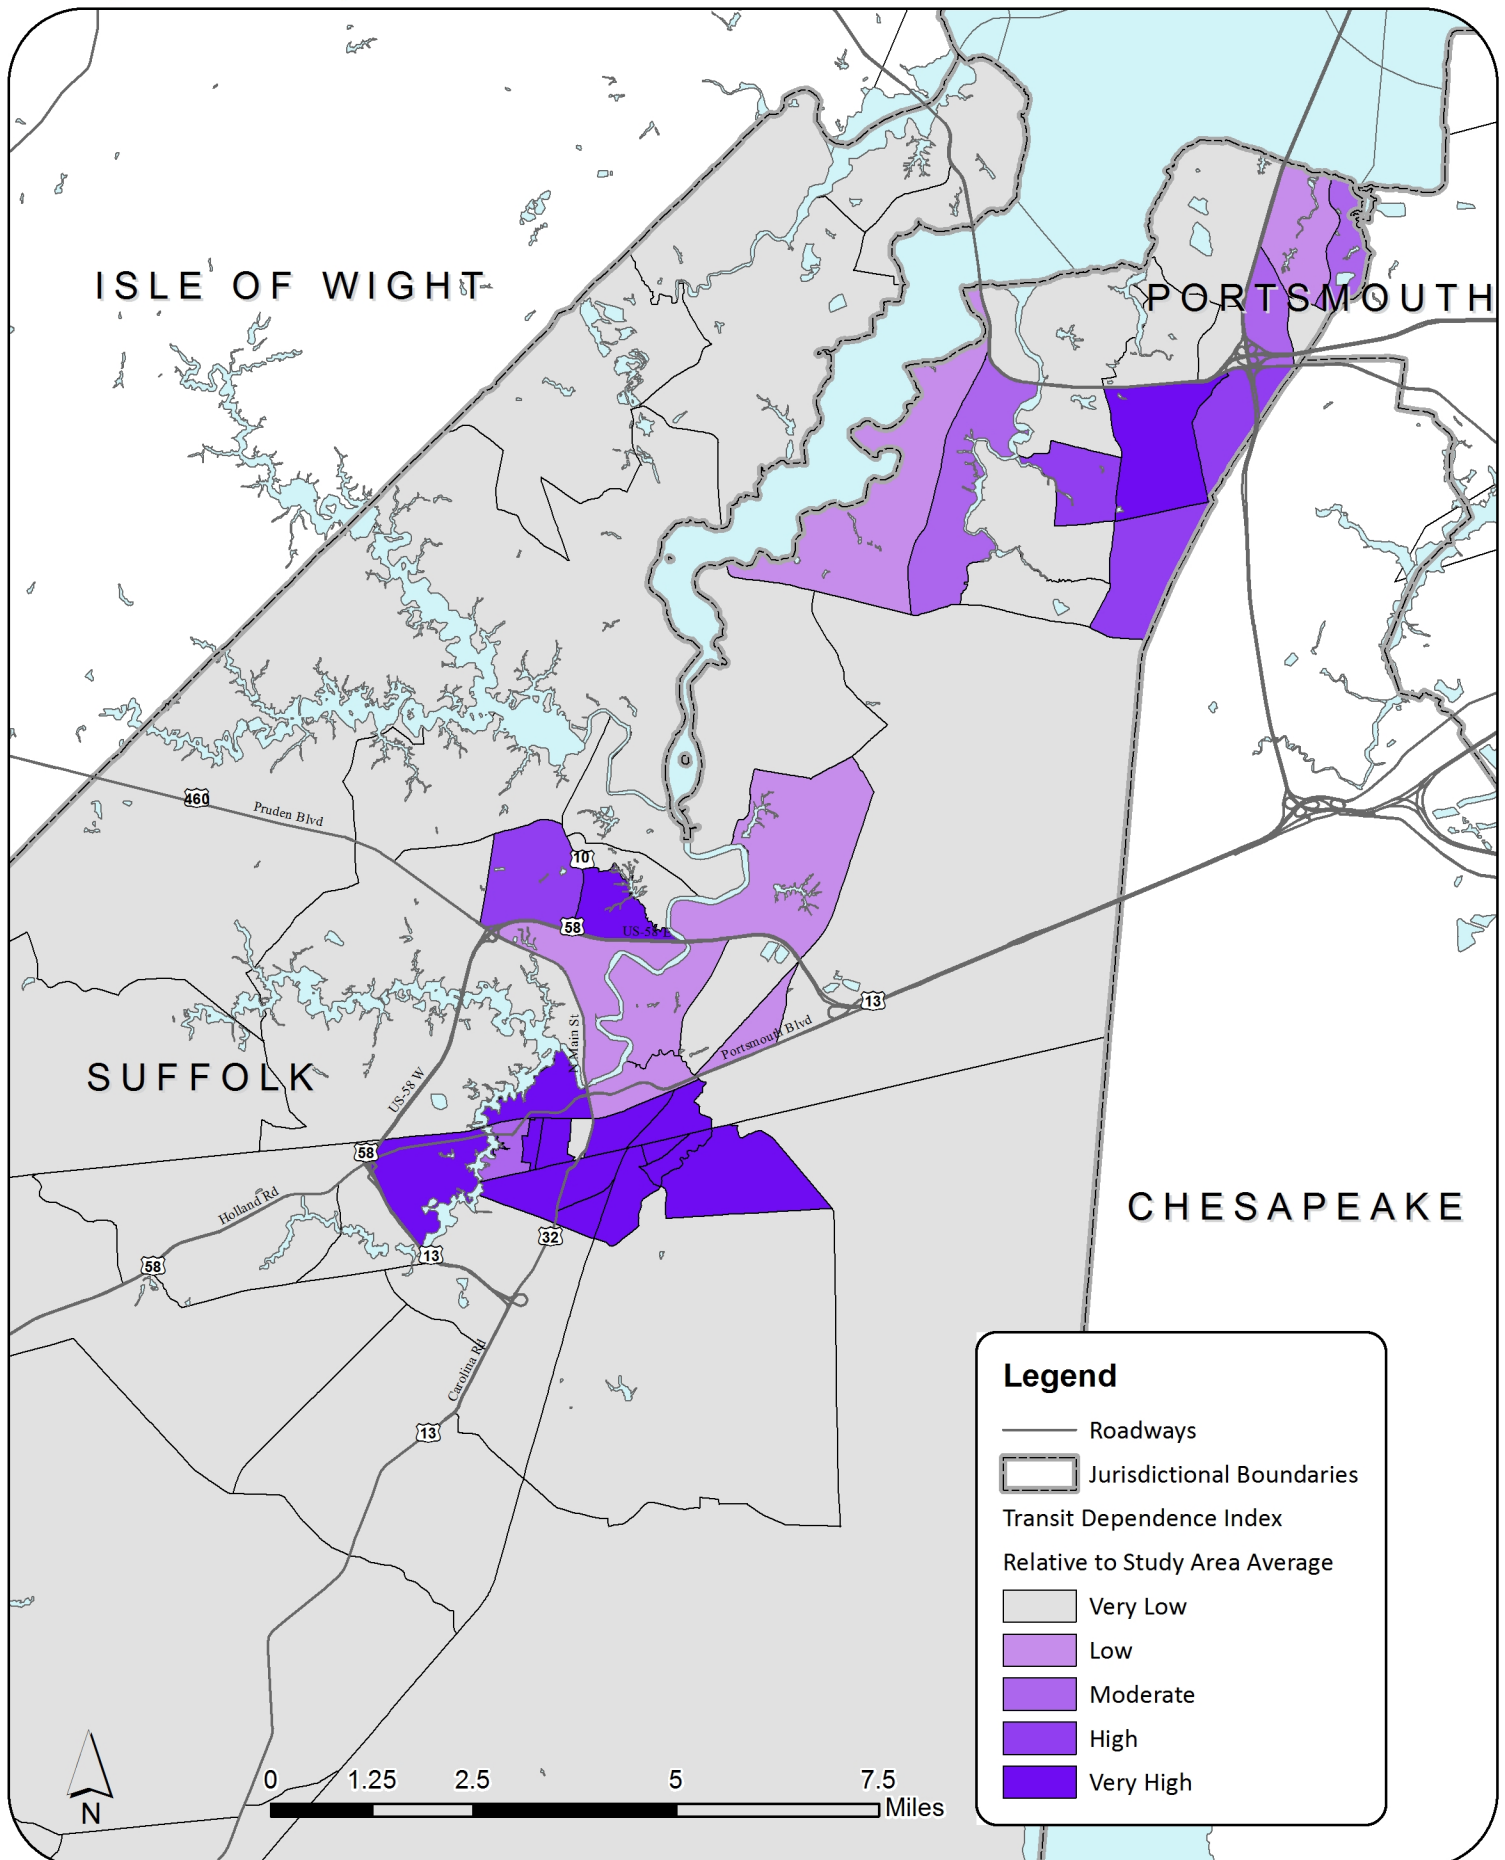 ISLE OF WIGHT
PORTSMOUTH
460
Pruden Blvd
10
58
US-58 E
13
Portsmouth Blvd
N Main St
SUFFOLK
US-58 W
58
Holland Rd
58
13
32
CHESAPEAKE
Carolina Rd
13
Legend
Roadways
Jurisdictional Boundaries
Transit Dependence Index
Relative to Study Area Average
Very Low
Low
Moderate
High
Very High
0 1.25 2.5 5 7.5
Miles
N